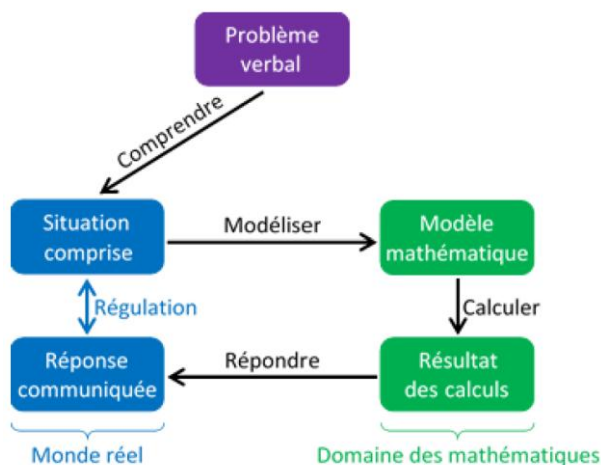 Problème
verbal
Comprendre
Situation
comprise
Modéliser
Modèle
mathématique
Régulation
Calculer
Réponse
communiquée
Répondre
Résultat
des calculs
Monde réel
Domaine des mathématiques